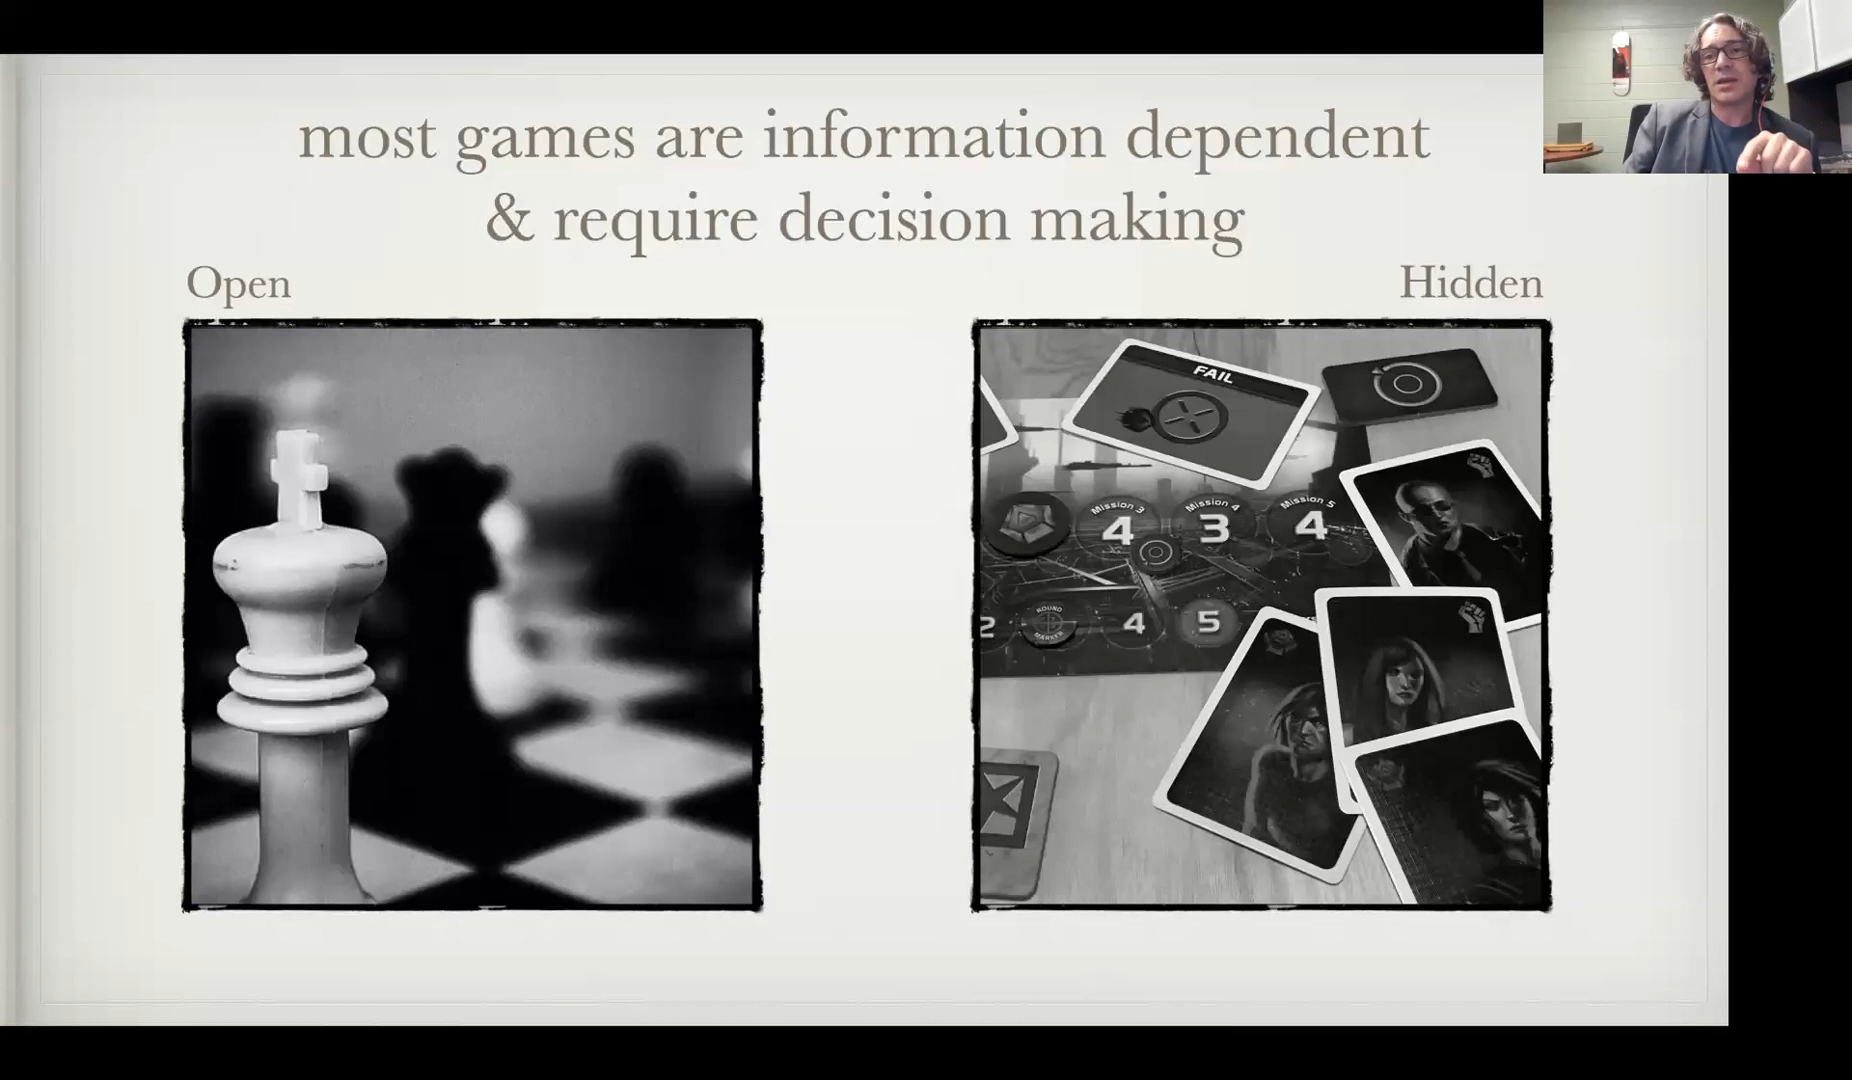 most games are information dependent
& require decision making
Open
Hidden
FAIL
Mission 3
4
Mission 4
3
Mission 5
4
2
ROUND
MARKER
4
5